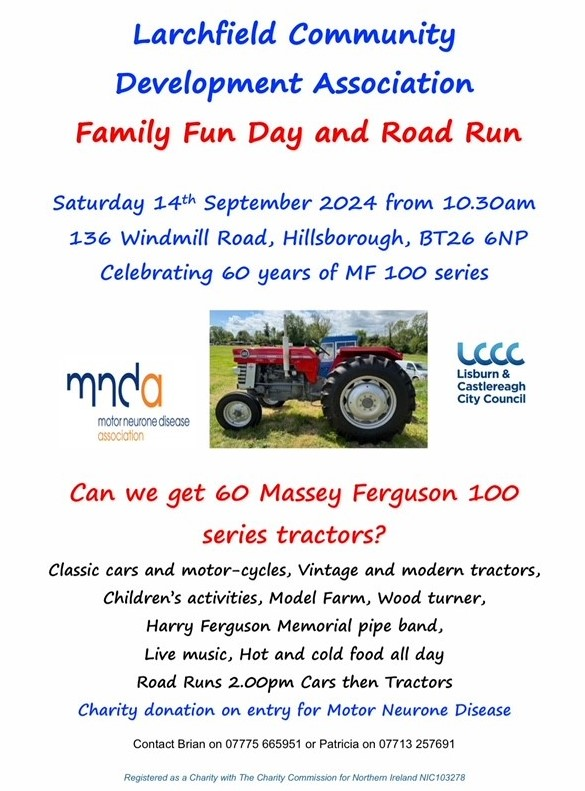 Larchfield Community
Development Association
Family Fun Day and Road Run
Saturday 14th September 2024 from 10.30am
136 Windmill Road, Hillsborough, BT26 6NP
Celebrating 60 years of MF 100 series
mnda
motor neurone disease
association
LCCC
Lisburn &
Castlereagh
City Council
Can we get 60 Massey Ferguson 100
series tractors?
Classic cars and motor-cycles, Vintage and modern tractors,
Children's activities, Model Farm, Wood turner,
Harry Ferguson Memorial pipe band,
Live music, Hot and cold food all day
Road Runs 2.00pm Cars then Tractors
Charity donation on entry for Motor Neurone Disease
Contact Brian on 07775 665951 or Patricia on 07713 257691
Registered as a Charity with The Charity Commission for Northern Ireland NIC103278